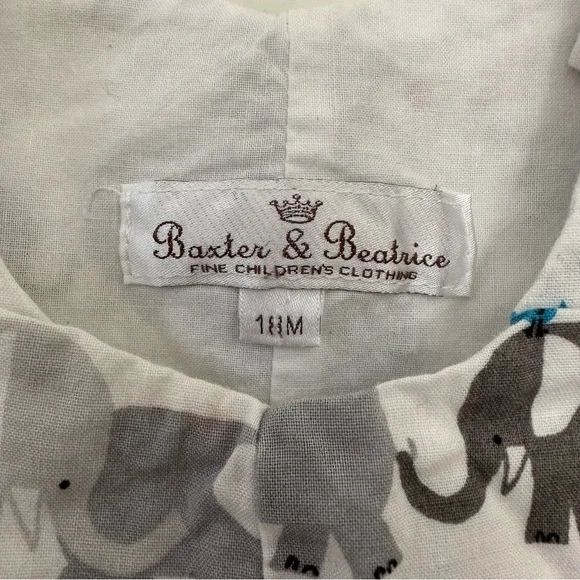 Baxter & Beatrice
FINE CHILDREN'S CLOTHING
18M